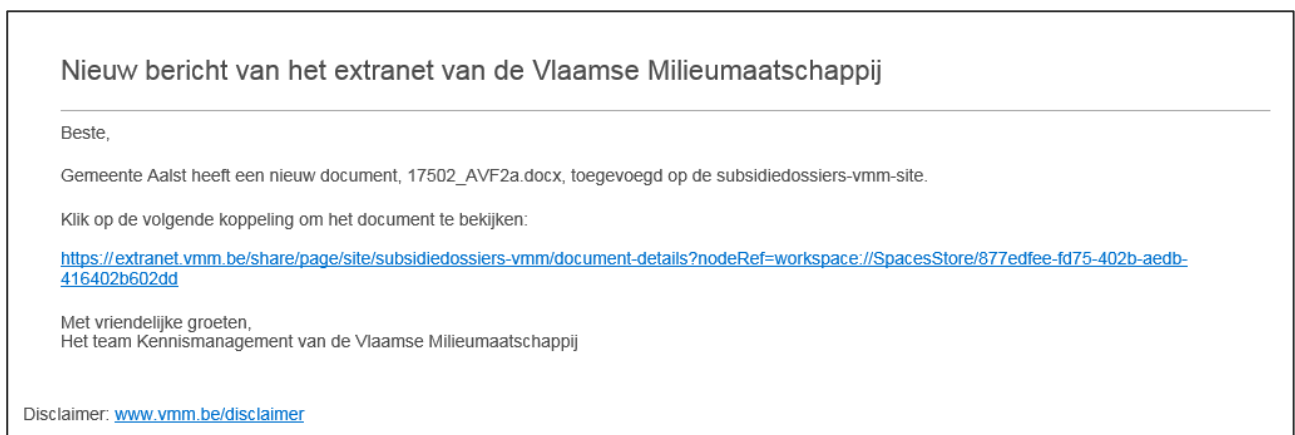 Nieuw bericht van het extranet van de Vlaamse Milieumaatschappij
Beste,
Gemeente Aalst heeft een nieuw document, 17502_AVF2a.docx, toegevoegd op de subsidiedossiers-vmm-site.
Klik op de volgende koppeling om het document te bekijken:
https://extranet.vmm.be/share/page/site/subsidiedossiers-vmm/document-details?nodeRef=workspace://SpacesStore/877edfee-fd75-402b-aedb-
416402b602dd
Met vriendelijke groeten,
Het team Kennismanagement van de Vlaamse Milieumaatschappij
Disclaimer: www.vmm.be/disclaimer